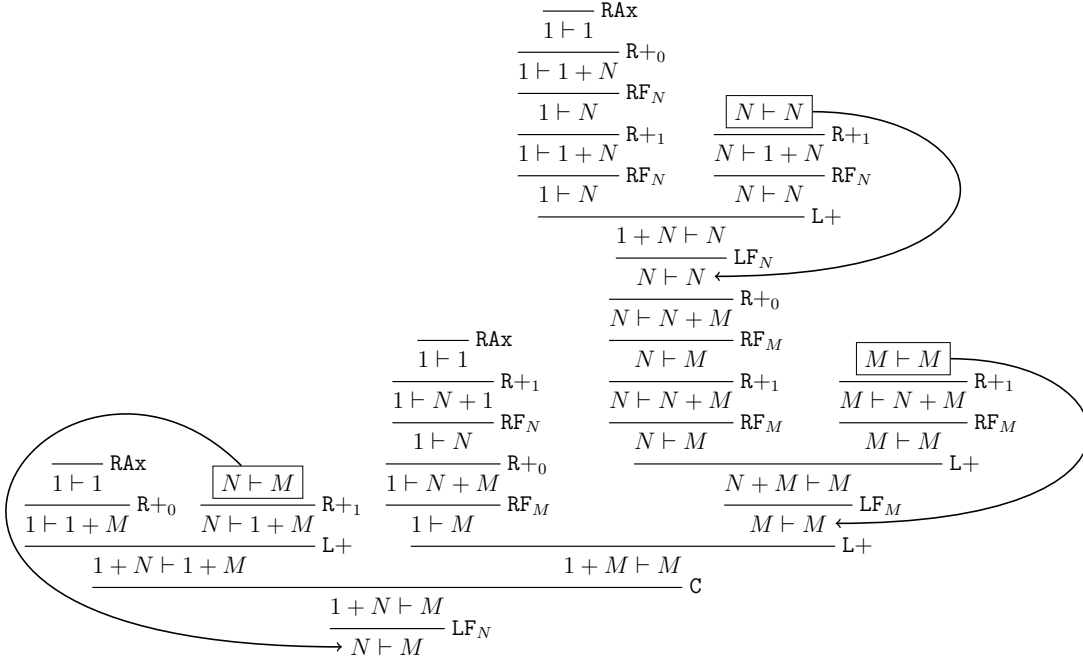 RAx
1 ⊢ 1
R+₀
1 ⊢ 1 + N
RF_N
1 ⊢ N N ⊢ N
R+₁ R+₁
1 ⊢ 1 + N N ⊢ 1 + N
RF_N RF_N
1 ⊢ N N ⊢ N
L+
1 + N ⊢ N
LF_N
N ⊢ N
R+₀
N ⊢ N + M
RAx RF_M
1 ⊢ 1 N ⊢ M M ⊢ M
R+₁ R+₁ R+₁
1 ⊢ N + 1 N ⊢ N + M M ⊢ N + M
RF_N RF_M RF_M
1 ⊢ N N ⊢ M M ⊢ M
RAx R+₀ L+
1 ⊢ 1 N ⊢ M 1 ⊢ N + M N + M ⊢ M
R+₀ R+₁ RF_M LF_M
1 ⊢ 1 + M N ⊢ 1 + M 1 ⊢ M M ⊢ M
L+ L+
1 + N ⊢ 1 + M 1 + M ⊢ M
C
1 + N ⊢ M
LF_N
N ⊢ M